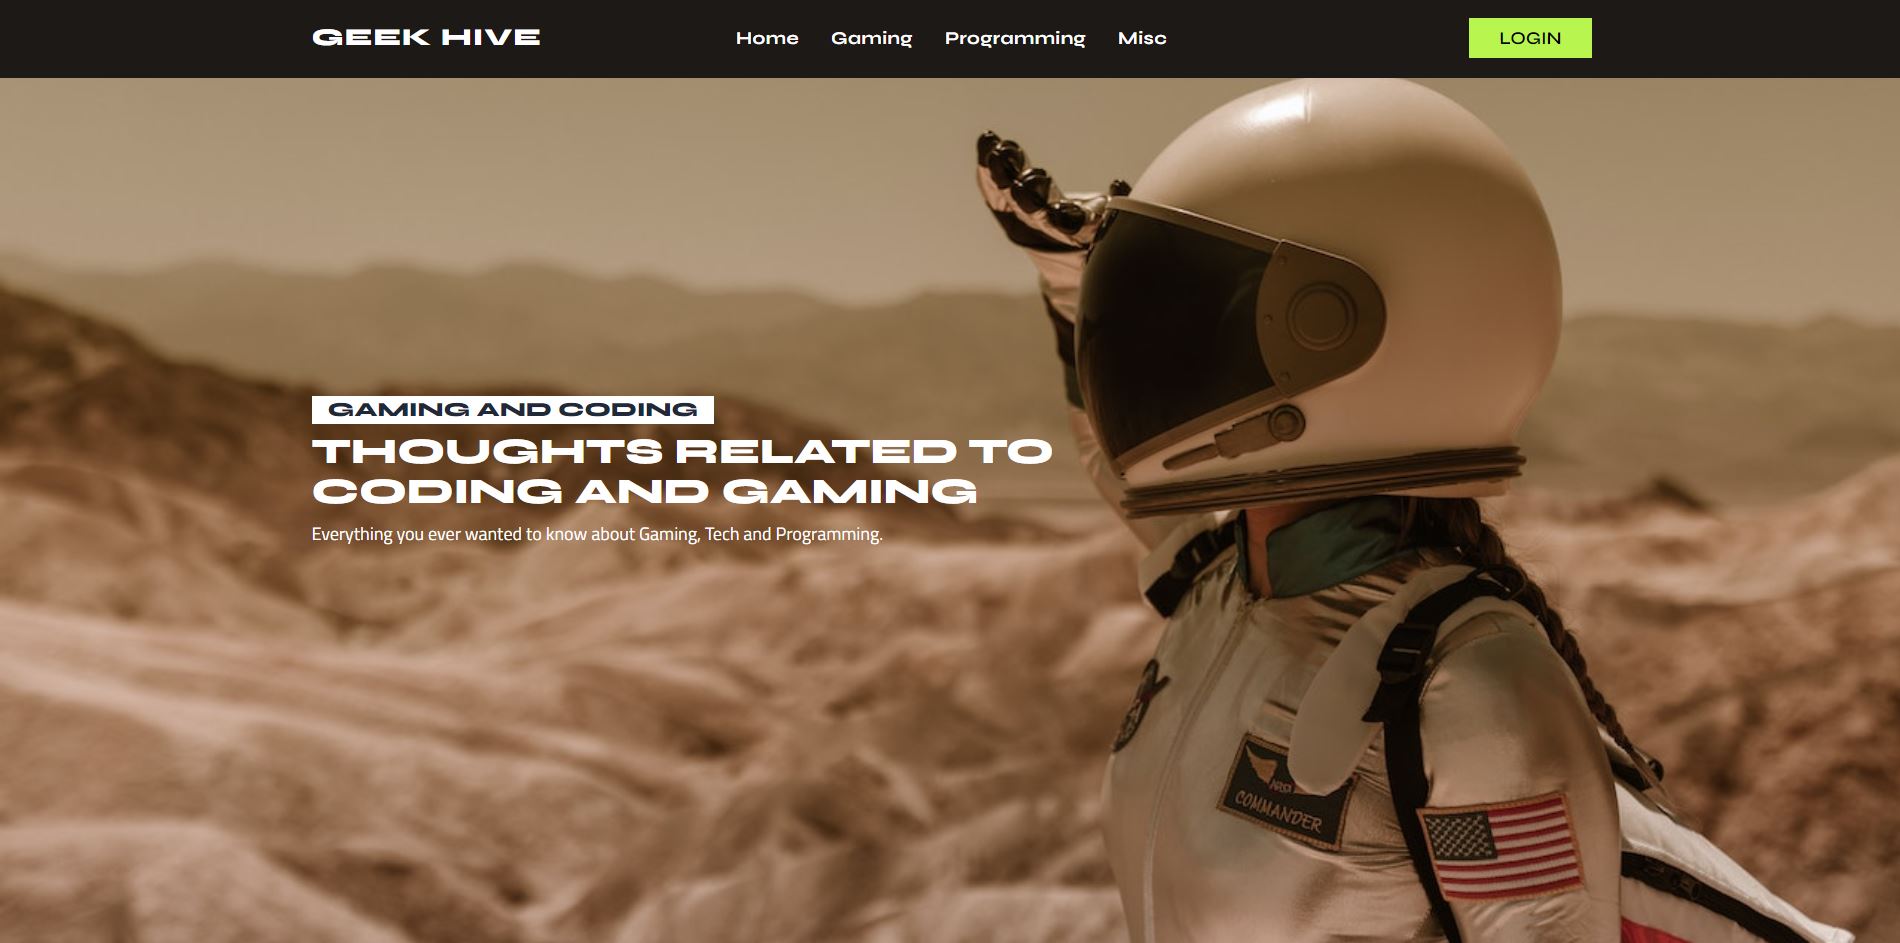 GEEK HIVE
Home Gaming Programming Misc
LOGIN
GAMING AND CODING
THOUGHTS RELATED TO
CODING AND GAMING
Everything you ever wanted to know about Gaming, Tech and Programming.
COMMANDER